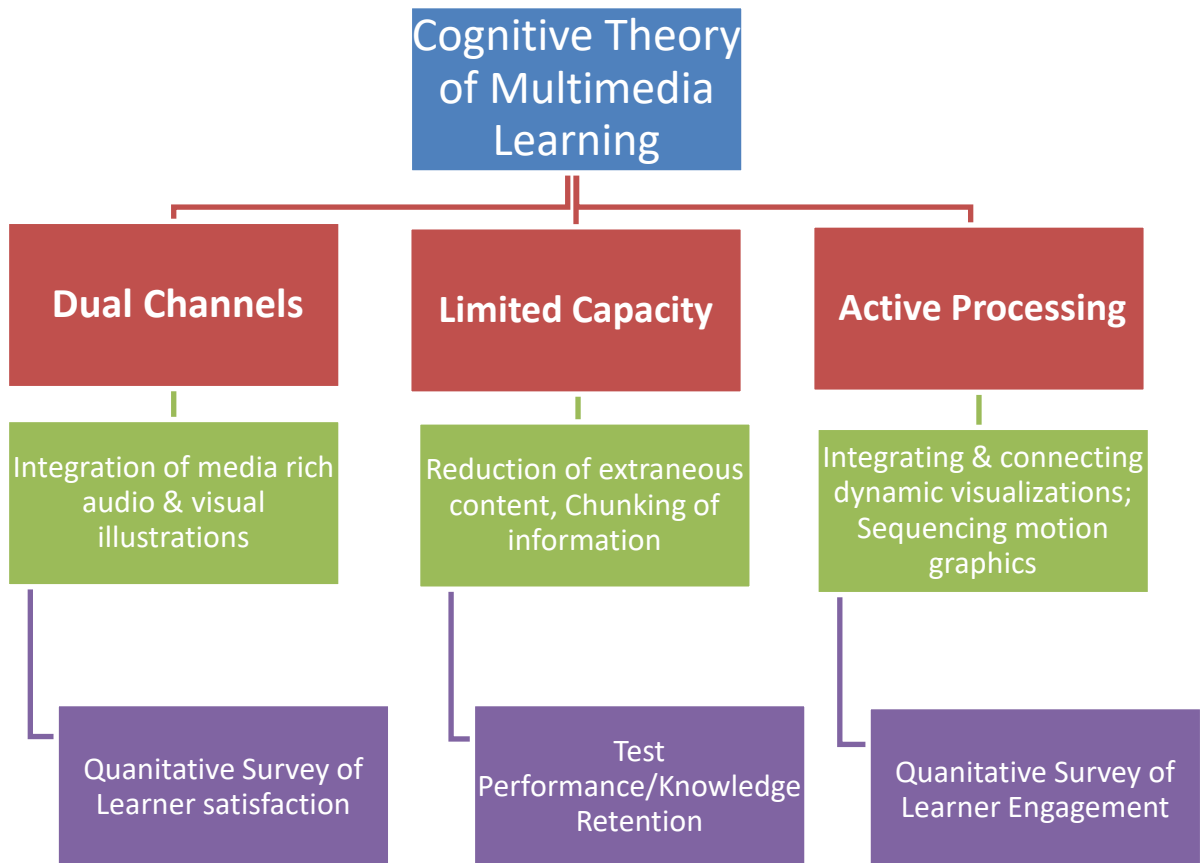 Cognitive Theory
of Multimedia
Learning
Dual Channels
Limited Capacity
Active Processing
Integration of media rich
audio & visual
illustrations
Reduction of extraneous
content, Chunking of
information
Integrating & connecting
dynamic visualizations;
Sequencing motion
graphics
Quanitative Survey of
Learner satisfaction
Test
Performance/Knowledge
Retention
Quanitative Survey of
Learner Engagement